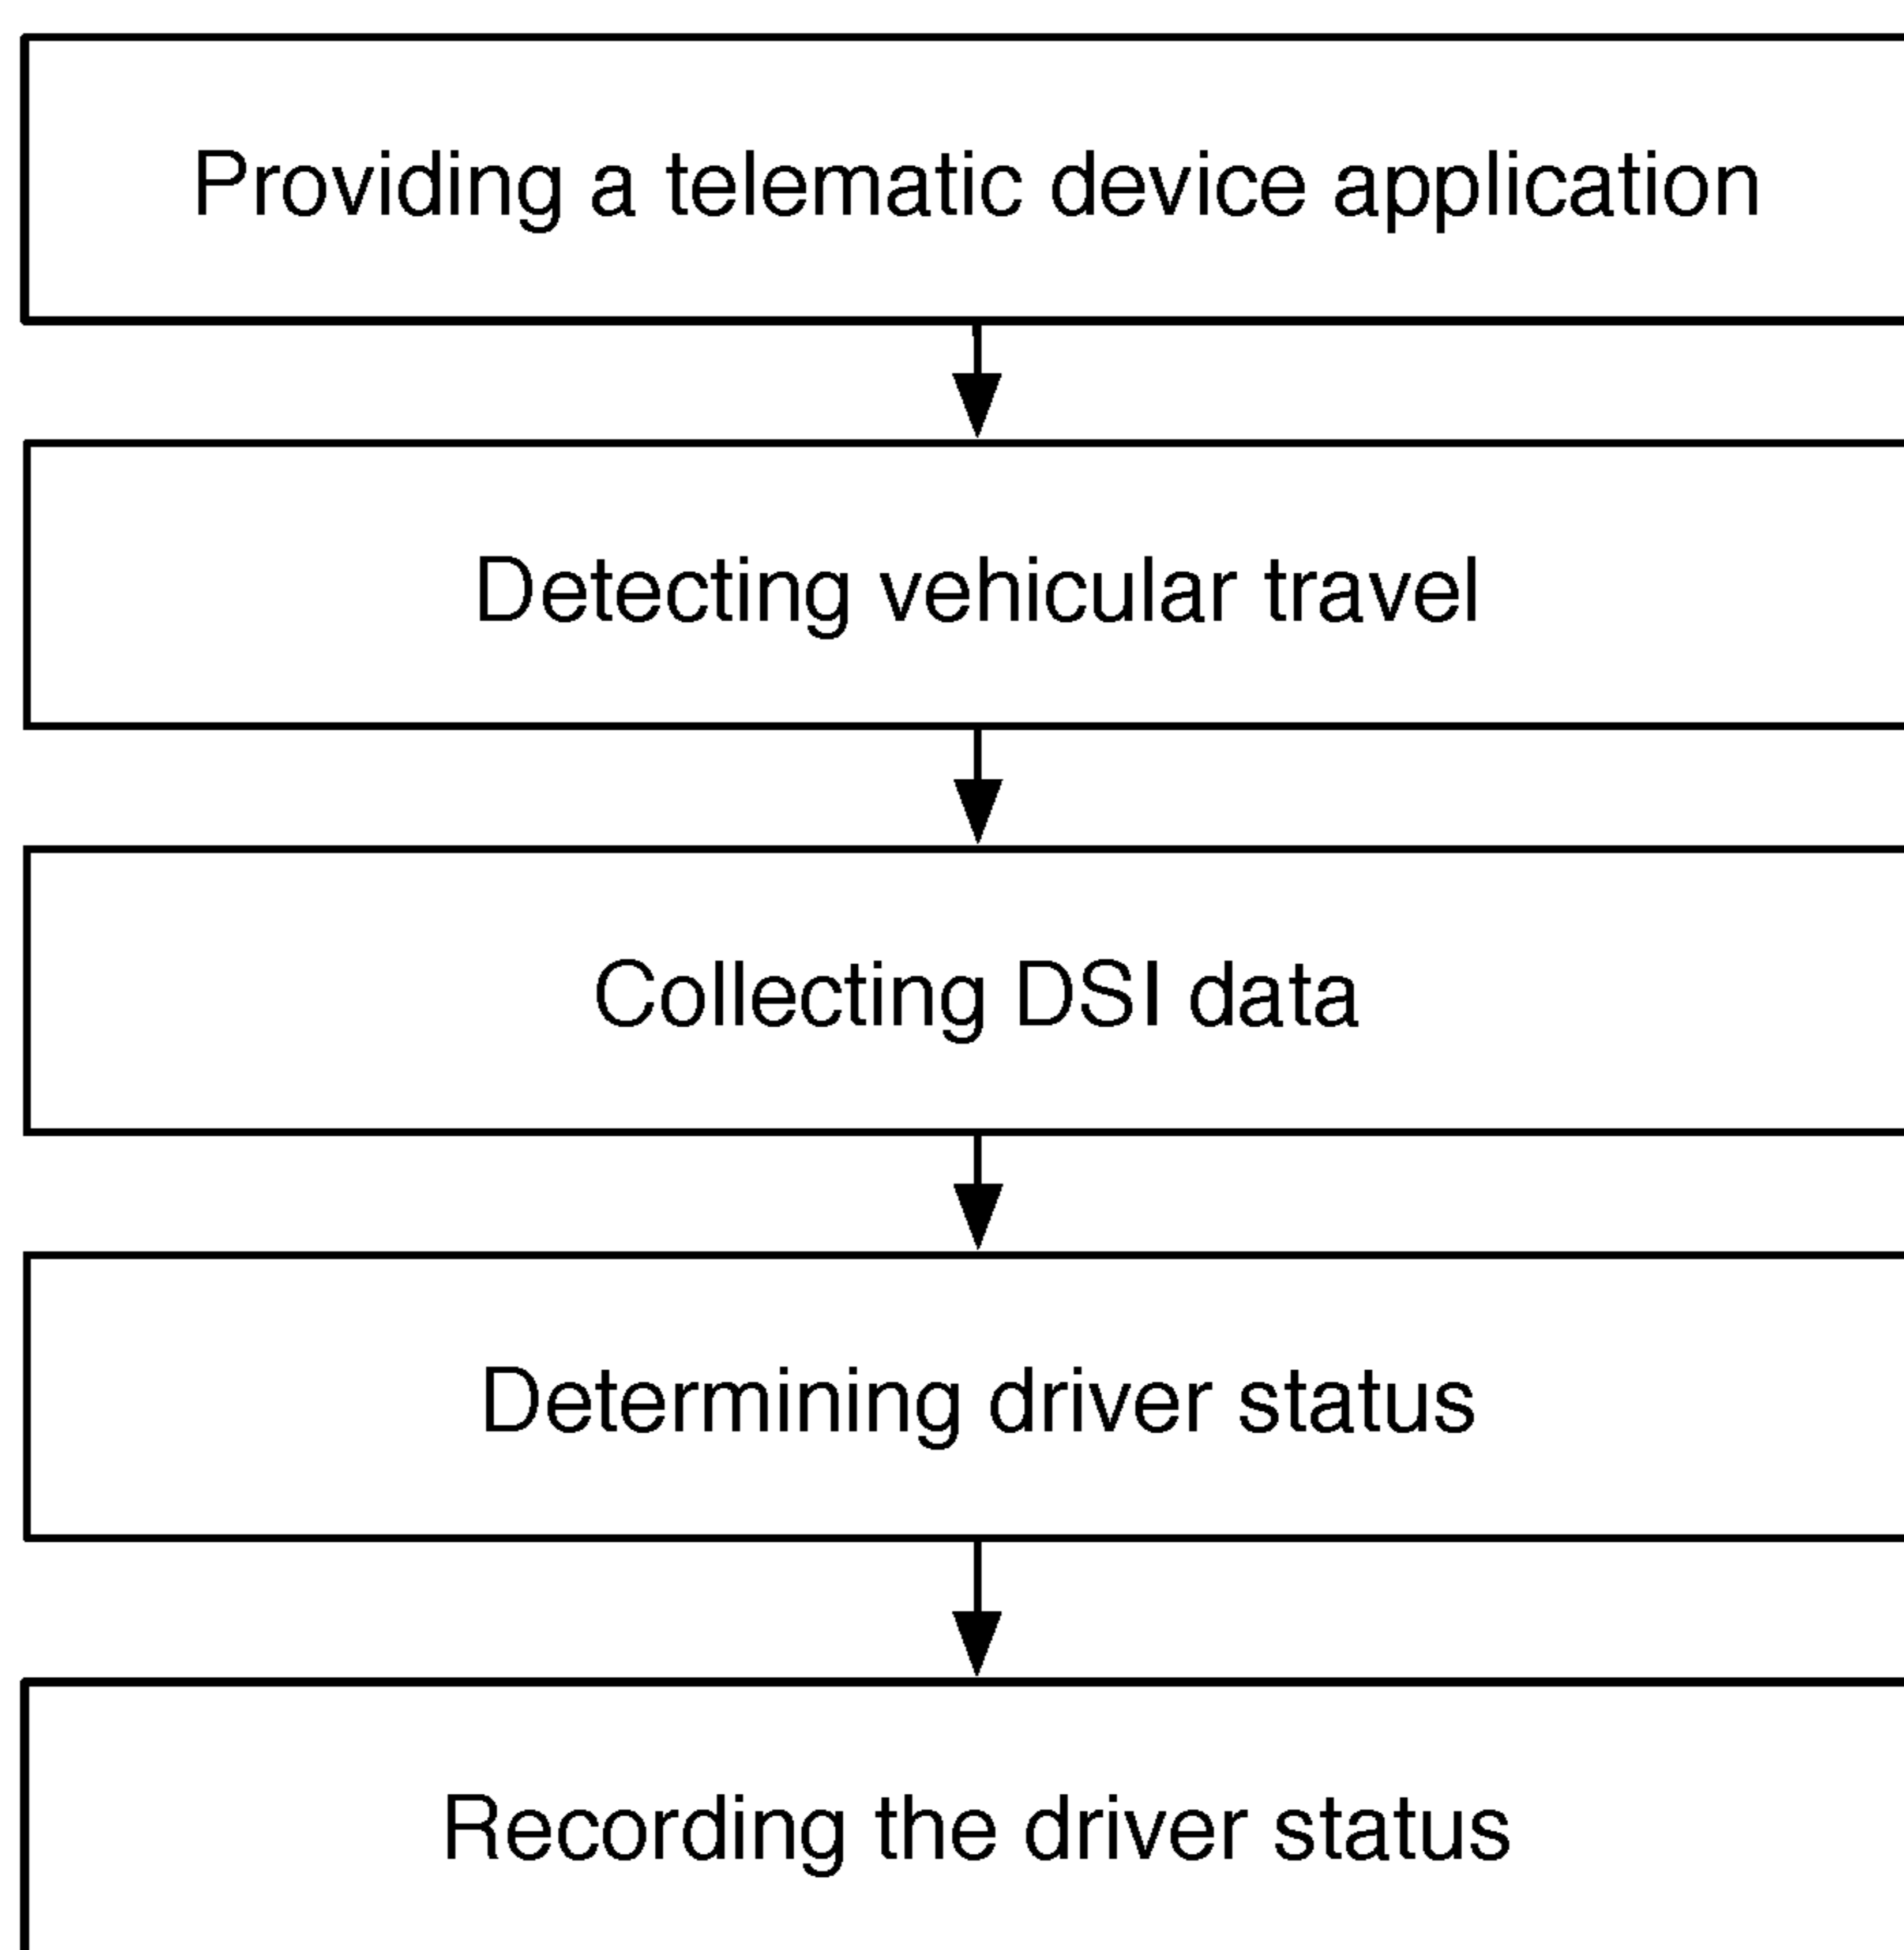 Providing a telematic device application
Detecting vehicular travel
Collecting DSI data
Determining driver status
Recording the driver status